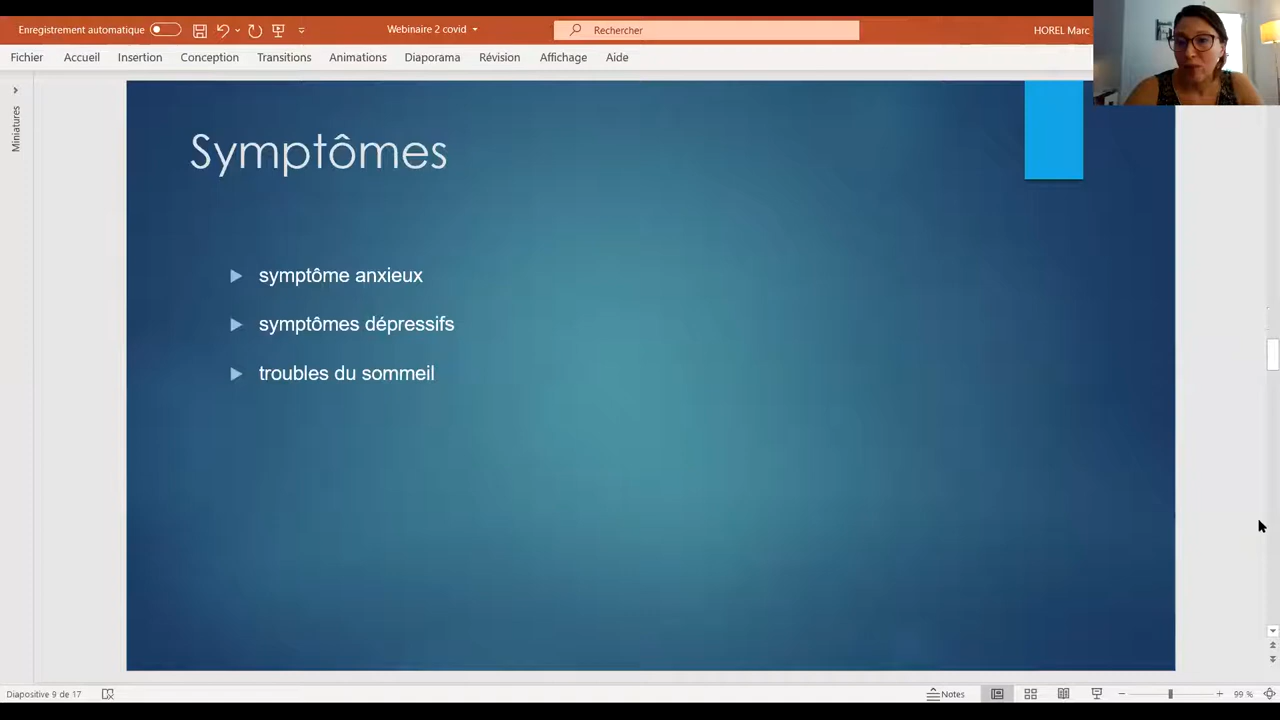 Enregistrement automatique
Webinaire 2 covid
Rechercher
HOREL Marc
Fichier Accueil Insertion Conception Transitions Animations Diaporama Révision Affichage Aide
Miniatures
Symptômes
symptôme anxieux
symptômes dépressifs
troubles du sommeil
Diapositive 9 de 17
Notes
99 %